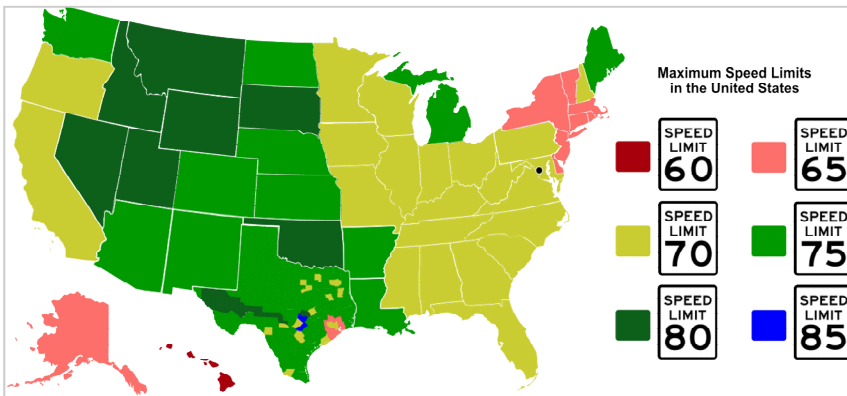 Maximum Speed Limits
in the United States
SPEED
LIMIT
60
SPEED
LIMIT
65
SPEED
LIMIT
70
SPEED
LIMIT
75
SPEED
LIMIT
80
SPEED
LIMIT
85